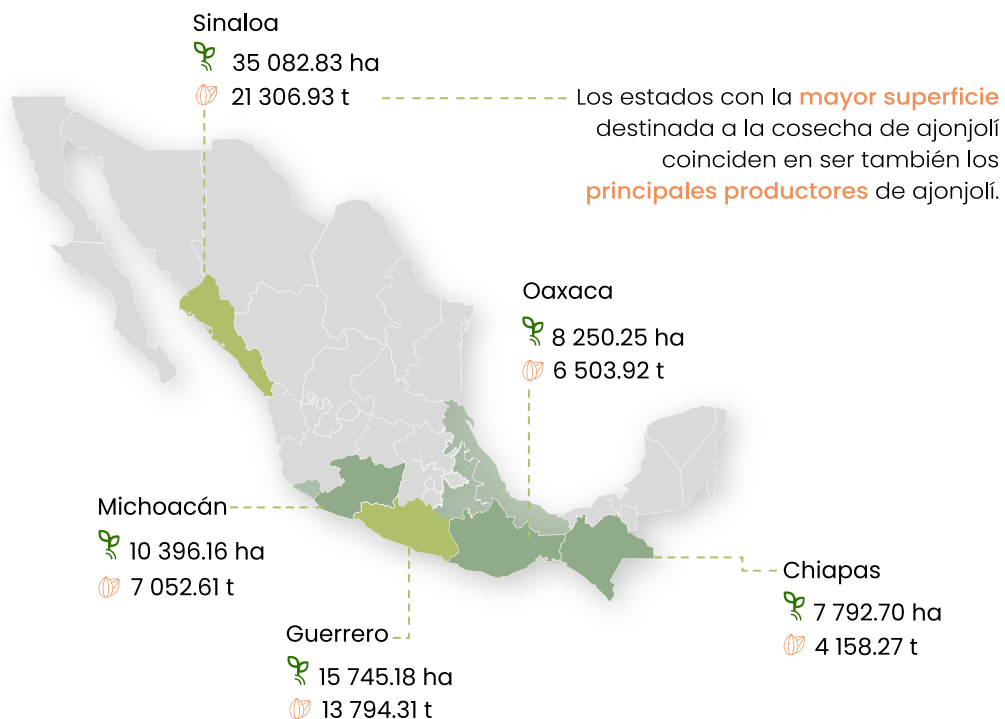 Sinaloa
35 082.83 ha
21 306.93 t
Los estados con la mayor superficie
destinada a la cosecha de ajonjolí
coinciden en ser también los
principales productores de ajonjolí.
Oaxaca
8 250.25 ha
6 503.92 t
Michoacán
10 396.16 ha
7 052.61 t
Chiapas
7 792.70 ha
4 158.27 t
Guerrero
15 745.18 ha
13 794.31 t